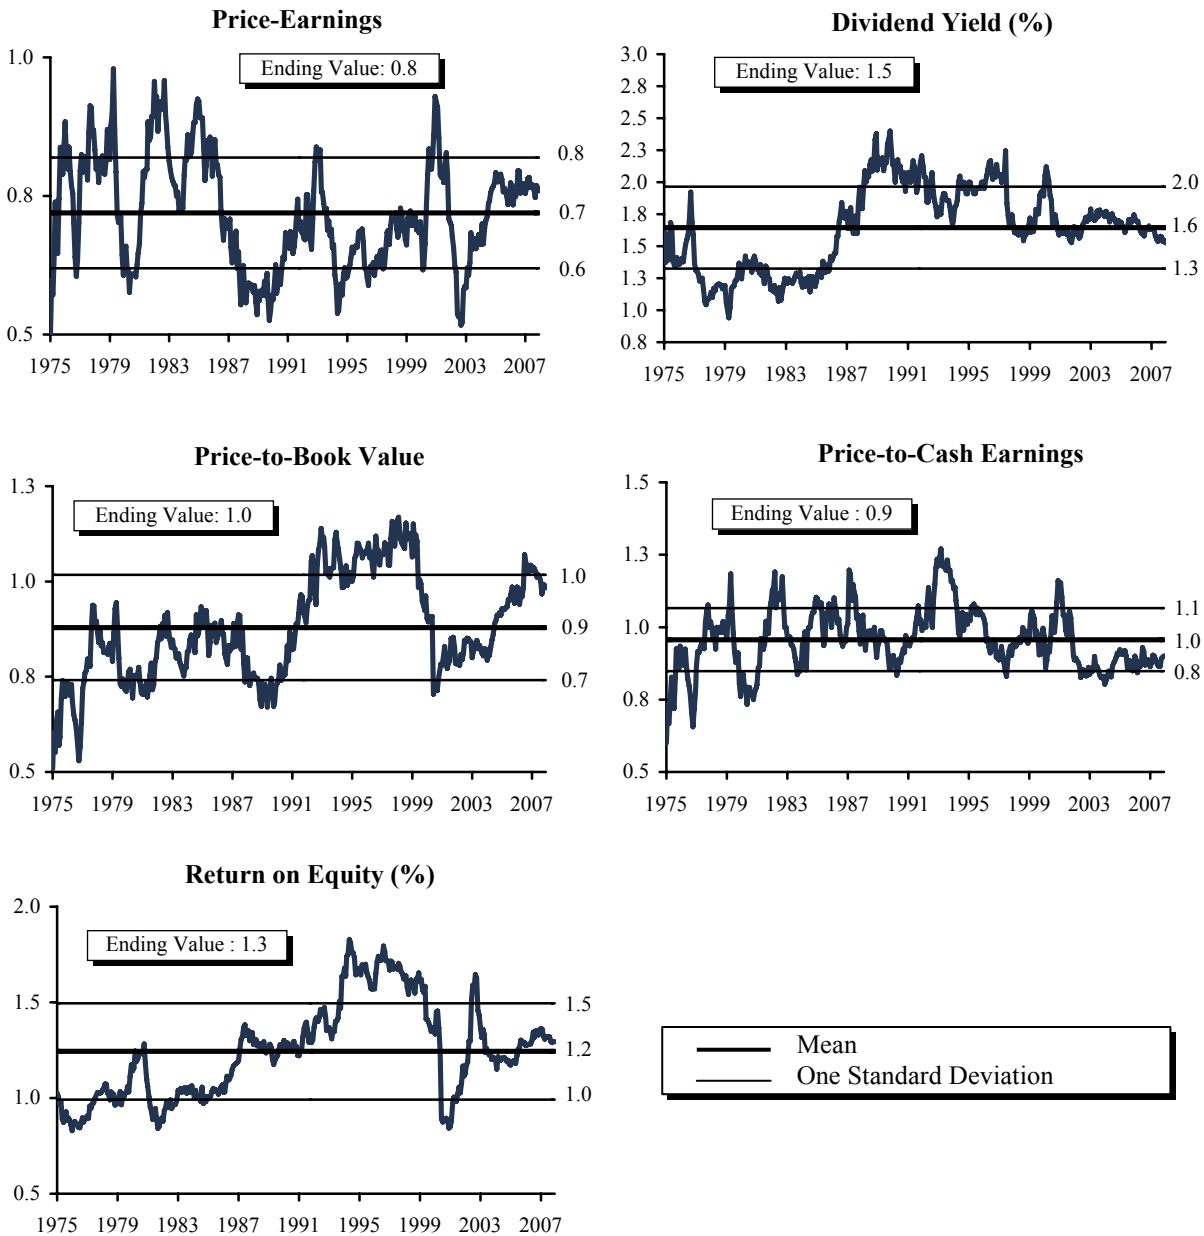 Price-Earnings
1.0
0.8
0.5
Ending Value: 0.8
0.8
0.7
0.6
1975 1979 1983 1987 1991 1995 1999 2003 2007
Dividend Yield (%)
3.0
2.8
2.5
2.3
2.0
1.8
1.5
1.3
1.0
0.8
Ending Value: 1.5
2.0
1.6
1.3
1975 1979 1983 1987 1991 1995 1999 2003 2007
Price-to-Book Value
1.3
1.0
0.8
0.5
Ending Value: 1.0
1.0
0.9
0.7
1975 1979 1983 1987 1991 1995 1999 2003 2007
Price-to-Cash Earnings
1.5
1.3
1.0
0.8
0.5
Ending Value : 0.9
1.1
1.0
0.8
1975 1979 1983 1987 1991 1995 1999 2003 2007
Return on Equity (%)
2.0
1.5
1.0
0.5
Ending Value : 1.3
1.5
1.2
1.0
1975 1979 1983 1987 1991 1995 1999 2003 2007
Mean
One Standard Deviation